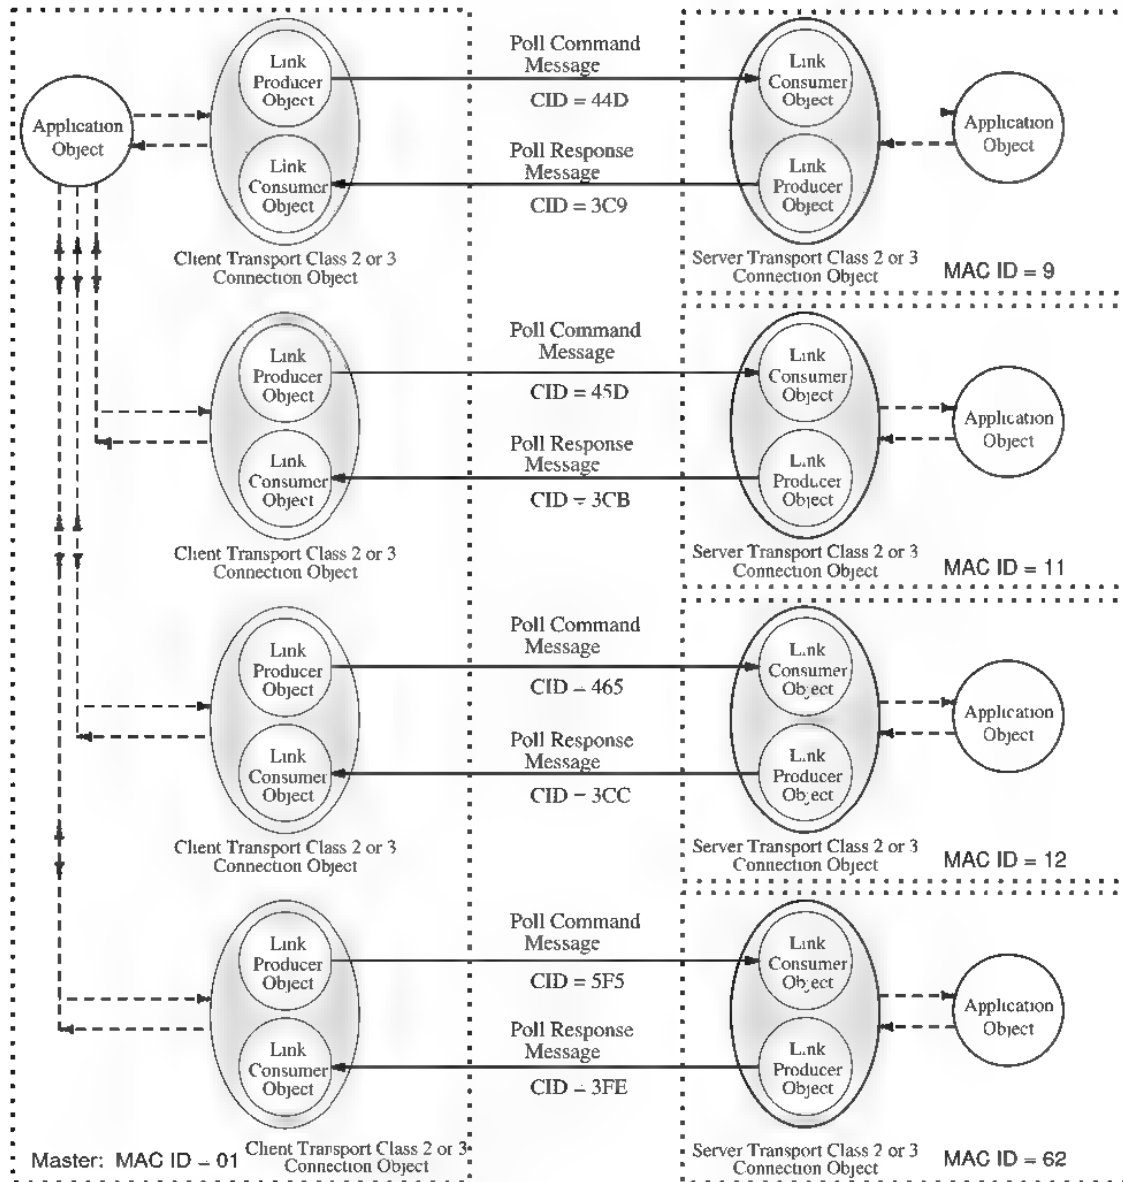 Application
Object
Link
Producer
Object
Link
Consumer
Object
Client Transport Class 2 or 3
Connection Object
Poll Command
Message
CID = 44D
Poll Response
Message
CID = 3C9
Link
Consumer
Object
Link
Producer
Object
Server Transport Class 2 or 3
Connection Object
Application
Object
MAC ID = 9
Link
Producer
Object
Link
Consumer
Object
Client Transport Class 2 or 3
Connection Object
Poll Command
Message
CID = 45D
Poll Response
Message
CID = 3CB
Link
Consumer
Object
Link
Producer
Object
Server Transport Class 2 or 3
Connection Object
Application
Object
MAC ID = 11
Link
Producer
Object
Link
Consumer
Object
Client Transport Class 2 or 3
Connection Object
Poll Command
Message
CID = 465
Poll Response
Message
CID = 3CC
Link
Consumer
Object
Link
Producer
Object
Server Transport Class 2 or 3
Connection Object
Application
Object
MAC ID = 12
Link
Producer
Object
Link
Consumer
Object
Client Transport Class 2 or 3
Connection Object
Poll Command
Message
CID = 5F5
Poll Response
Message
CID = 3FE
Link
Consumer
Object
Link
Producer
Object
Server Transport Class 2 or 3
Connection Object
Application
Object
MAC ID = 62
Master: MAC ID = 01